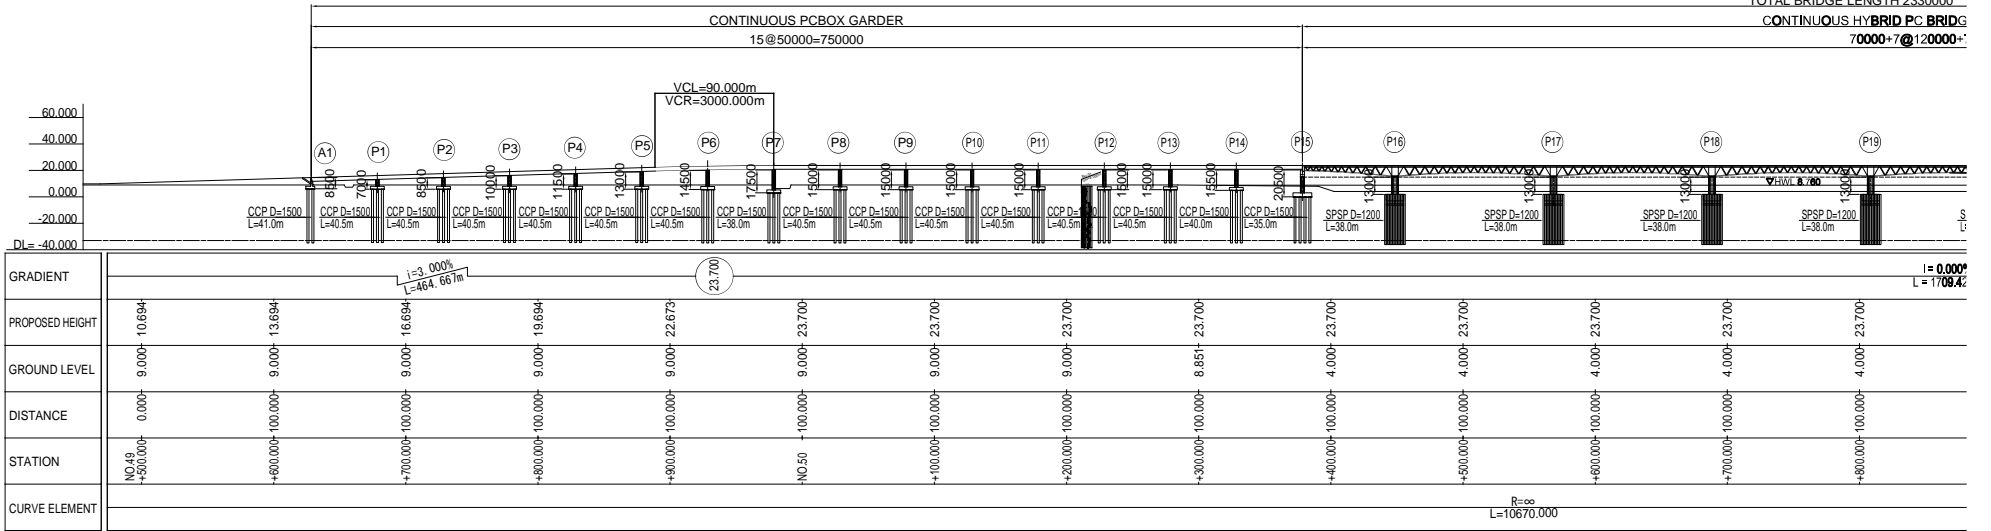 TOTAL BRIDGE LENGTH 2330000
CONTINUOUS PCBOX GARDER
CONTINUOUS HYBRID PC BRIDG
15@50000=750000
70000+7@120000+
VCL=90.000m
VCR=3000.000m
60.000
40.000
20.000
0.000
-20.000
DL= -40.000
A1 P1 P2 P3 P4 P5 P6 P7 P8 P9 P10 P11 P12 P13 P14 P15 P16 P17 P18 P19
8500 7000 8500 10000 11500 13000 14500 17500 15000 15000 15000 15000 15000 15000 15500 20500 13000 13000 13000 13000
HWL 8.760
CCP D=1500 CCP D=1500 CCP D=1500 CCP D=1500 CCP D=1500 CCP D=1500 CCP D=1500 CCP D=1500 CCP D=1500 CCP D=1500 CCP D=1500 CCP D=1500 CCP D=1500 CCP D=1500 CCP D=1500 CCP D=1500 SPSP D=1200 SPSP D=1200 SPSP D=1200 SPSP D=1200
L=41.0m L=40.5m L=40.5m L=40.5m L=40.5m L=40.5m L=40.5m L=38.0m L=40.5m L=40.5m L=40.5m L=40.5m L=40.5m L=40.5m L=40.0m L=35.0m L=38.0m L=38.0m L=38.0m L=38.0m
GRADIENT
i=3.000%
L=464.667m
23.700
I = 0.000%
L = 1709.42
PROPOSED HEIGHT 10.694 13.694 16.694 19.694 22.673 23.700 23.700 23.700 23.700 23.700 23.700 23.700 23.700 23.700
GROUND LEVEL 9.000 9.000 9.000 9.000 9.000 9.000 9.000 9.000 8.851 4.000 4.000 4.000 4.000 4.000
DISTANCE 0.000 100.000 100.000 100.000 100.000 100.000 100.000 100.000 100.000 100.000 100.000 100.000 100.000 100.000
STATION NO.49 +500.000 +600.000 +700.000 +800.000 +900.000 NO.50 +100.000 +200.000 +300.000 +400.000 +500.000 +600.000 +700.000 +800.000
CURVE ELEMENT
R=∞
L=10670.000